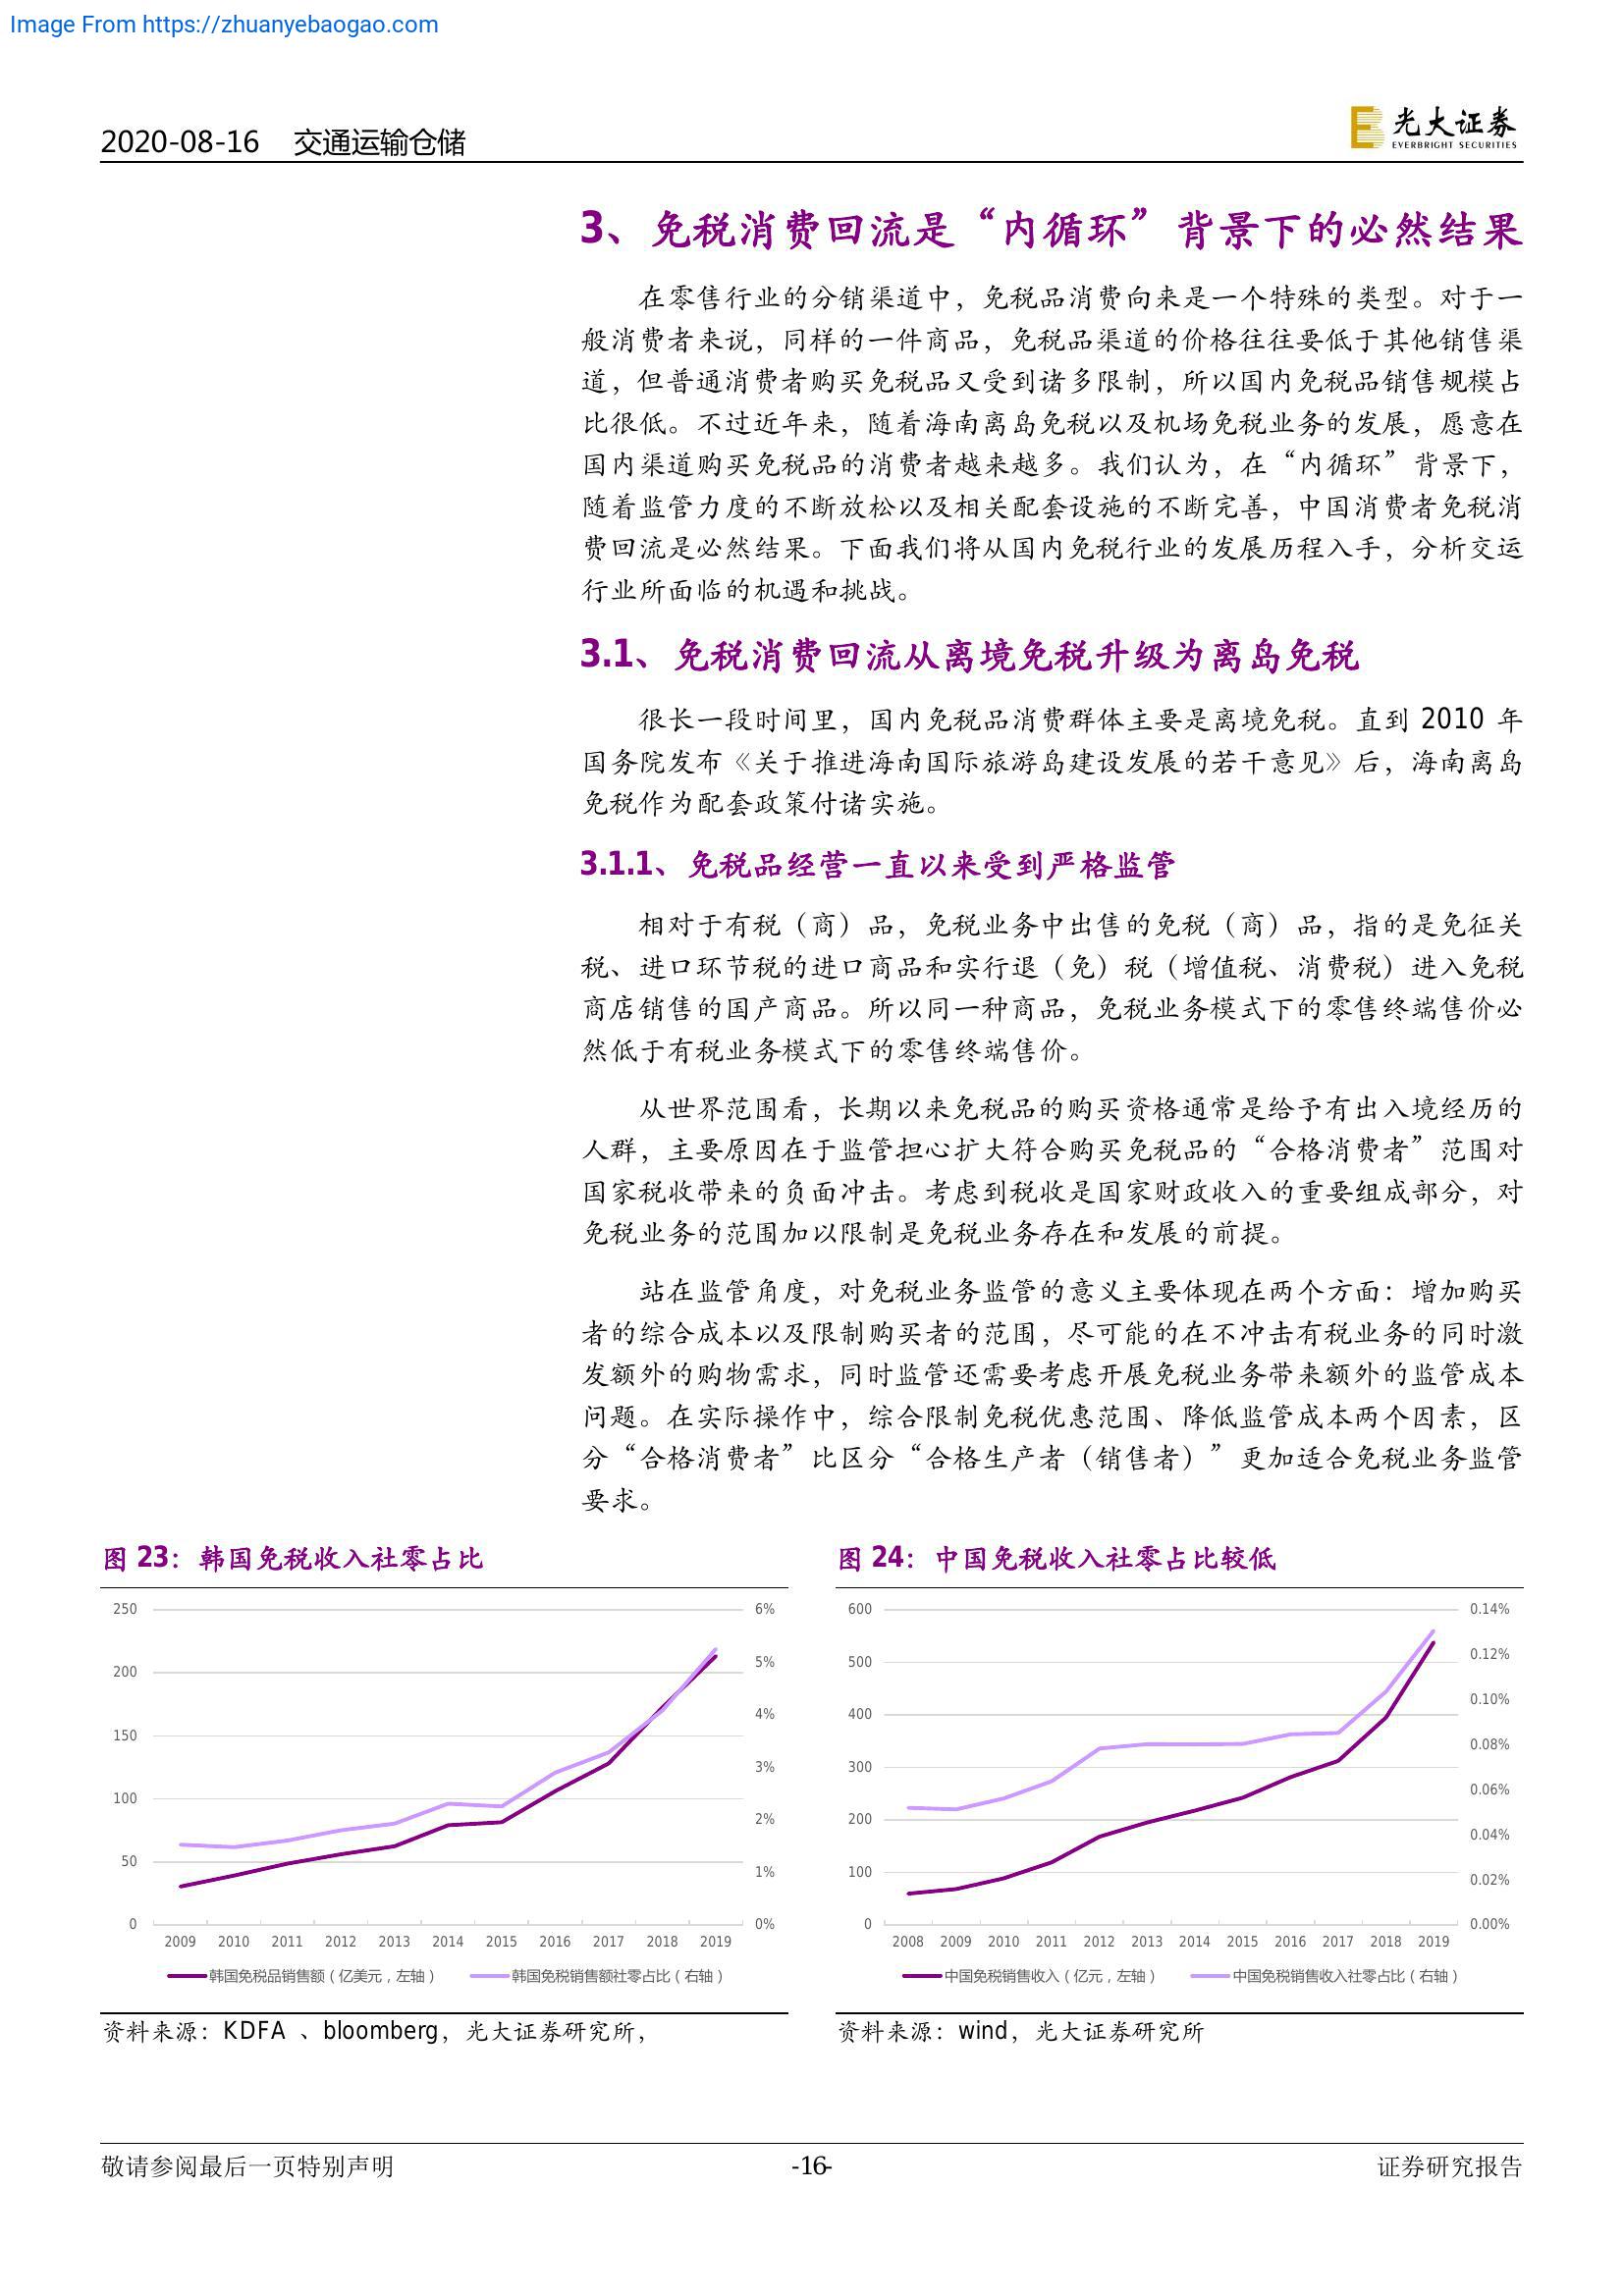 Image From https://zhuanyebaogao.com
2020-08-16 交通运输仓储
光大证券
EVERBRIGHT SECURITIES
3、免税消费回流是“内循环”背景下的必然结果
在零售行业的分销渠道中，免税品消费向来是一个特殊的类型。对于一
般消费者来说，同样的一件商品，免税品渠道的价格往往要低于其他销售渠
道，但普通消费者购买免税品又受到诸多限制，所以国内免税品销售规模占
比很低。不过近年来，随着海南离岛免税以及机场免税业务的发展，愿意在
国内渠道购买免税品的消费者越来越多。我们认为，在“内循环”背景下，
随着监管力度的不断放松以及相关配套设施的不断完善，中国消费者免税消
费回流是必然结果。下面我们将从国内免税行业的发展历程入手，分析交运
行业所面临的机遇和挑战。
3.1、免税消费回流从离境免税升级为离岛免税
很长一段时间里，国内免税品消费群体主要是离境免税。直到 2010 年
国务院发布《关于推进海南国际旅游岛建设发展的若干意见》后，海南离岛
免税作为配套政策付诸实施。
3.1.1、免税品经营一直以来受到严格监管
相对于有税（商）品，免税业务中出售的免税（商）品，指的是免征关
税、进口环节税的进口商品和实行退（免）税（增值税、消费税）进入免税
商店销售的国产商品。所以同一种商品，免税业务模式下的零售终端售价必
然低于有税业务模式下的零售终端售价。
从世界范围看，长期以来免税品的购买资格通常是给予有出入境经历的
人群，主要原因在于监管担心扩大符合购买免税品的“合格消费者”范围对
国家税收带来的负面冲击。考虑到税收是国家财政收入的重要组成部分，对
免税业务的范围加以限制是免税业务存在和发展的前提。
站在监管角度，对免税业务监管的意义主要体现在两个方面：增加购买
者的综合成本以及限制购买者的范围，尽可能的在不冲击有税业务的同时激
发额外的购物需求，同时监管还需要考虑开展免税业务带来额外的监管成本
问题。在实际操作中，综合限制免税优惠范围、降低监管成本两个因素，区
分“合格消费者”比区分“合格生产者（销售者）”更加适合免税业务监管
要求。
图 23：韩国免税收入社零占比
250
200
150
100
50
0
6%
5%
4%
3%
2%
1%
0%
2009 2010 2011 2012 2013 2014 2015 2016 2017 2018 2019
韩国免税品销售额（亿美元，左轴） 韩国免税销售额社零占比（右轴）
资料来源：KDFA 、bloomberg，光大证券研究所，
图 24：中国免税收入社零占比较低
600
500
400
300
200
100
0
0.14%
0.12%
0.10%
0.08%
0.06%
0.04%
0.02%
0.00%
2008 2009 2010 2011 2012 2013 2014 2015 2016 2017 2018 2019
中国免税销售收入（亿元，左轴） 中国免税销售收入社零占比（右轴）
资料来源：wind，光大证券研究所
敬请参阅最后一页特别声明 -16- 证券研究报告